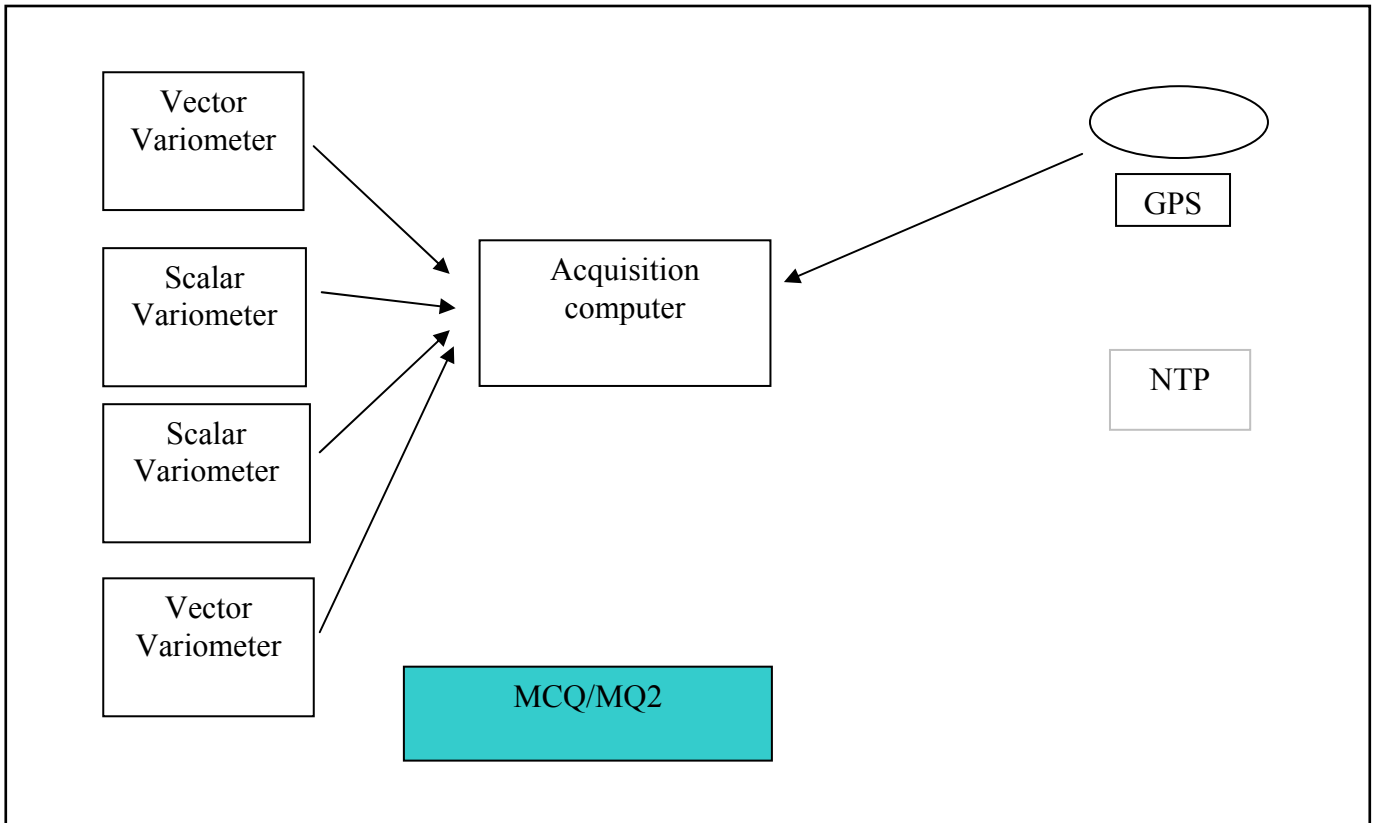 Vector
Variometer
Scalar
Variometer
Scalar
Variometer
Vector
Variometer
Acquisition
computer
GPS
NTP
MCQ/MQ2